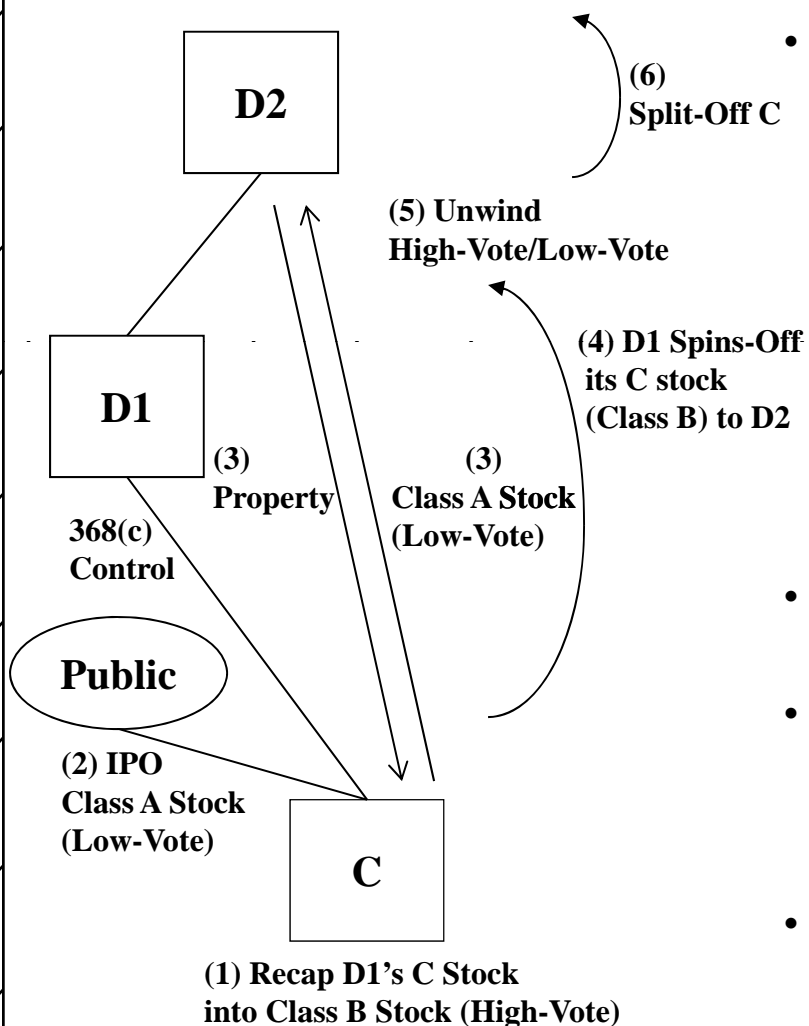 D2
(6)
Split-Off C
(5) Unwind
High-Vote/Low-Vote
(4) D1 Spins-Off
its C stock
(Class B) to D2
D1
(3)
Property
(3)
Class A Stock
(Low-Vote)
368(c)
Control
Public
(2) IPO
Class A Stock
(Low-Vote)
C
(1) Recap D1's C Stock
into Class B Stock (High-Vote)